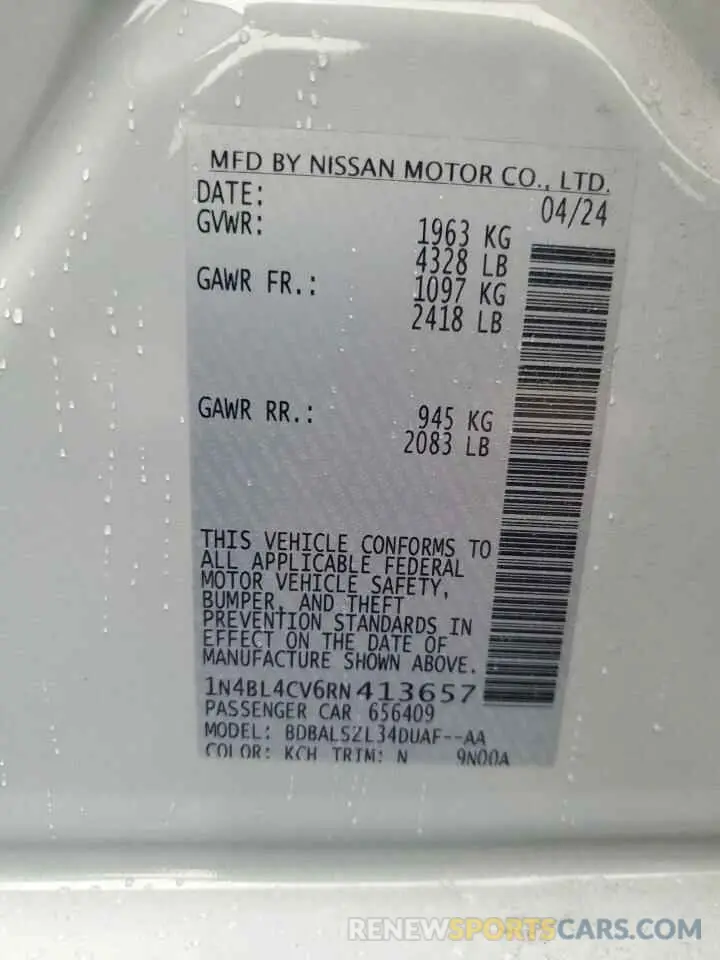 MFD BY NISSAN MOTOR CO., LTD.
DATE: 04/24
GVWR: 1963 KG
4328 LB
GAWR FR.: 1097 KG
2418 LB
GAWR RR.: 945 KG
2083 LB
THIS VEHICLE CONFORMS TO
ALL APPLICABLE FEDERAL
MOTOR VEHICLE SAFETY,
BUMPER, AND THEFT
PREVENTION STANDARDS IN
EFFECT ON THE DATE OF
MANUFACTURE SHOWN ABOVE.
1N4BL4CV6RN413657
PASSENGER CAR 656409
MODEL: BDBALSZL34DUAF--AA
COLOR: KCH TRIM: N 9N00A
RENEWSPORTSCARS.COM